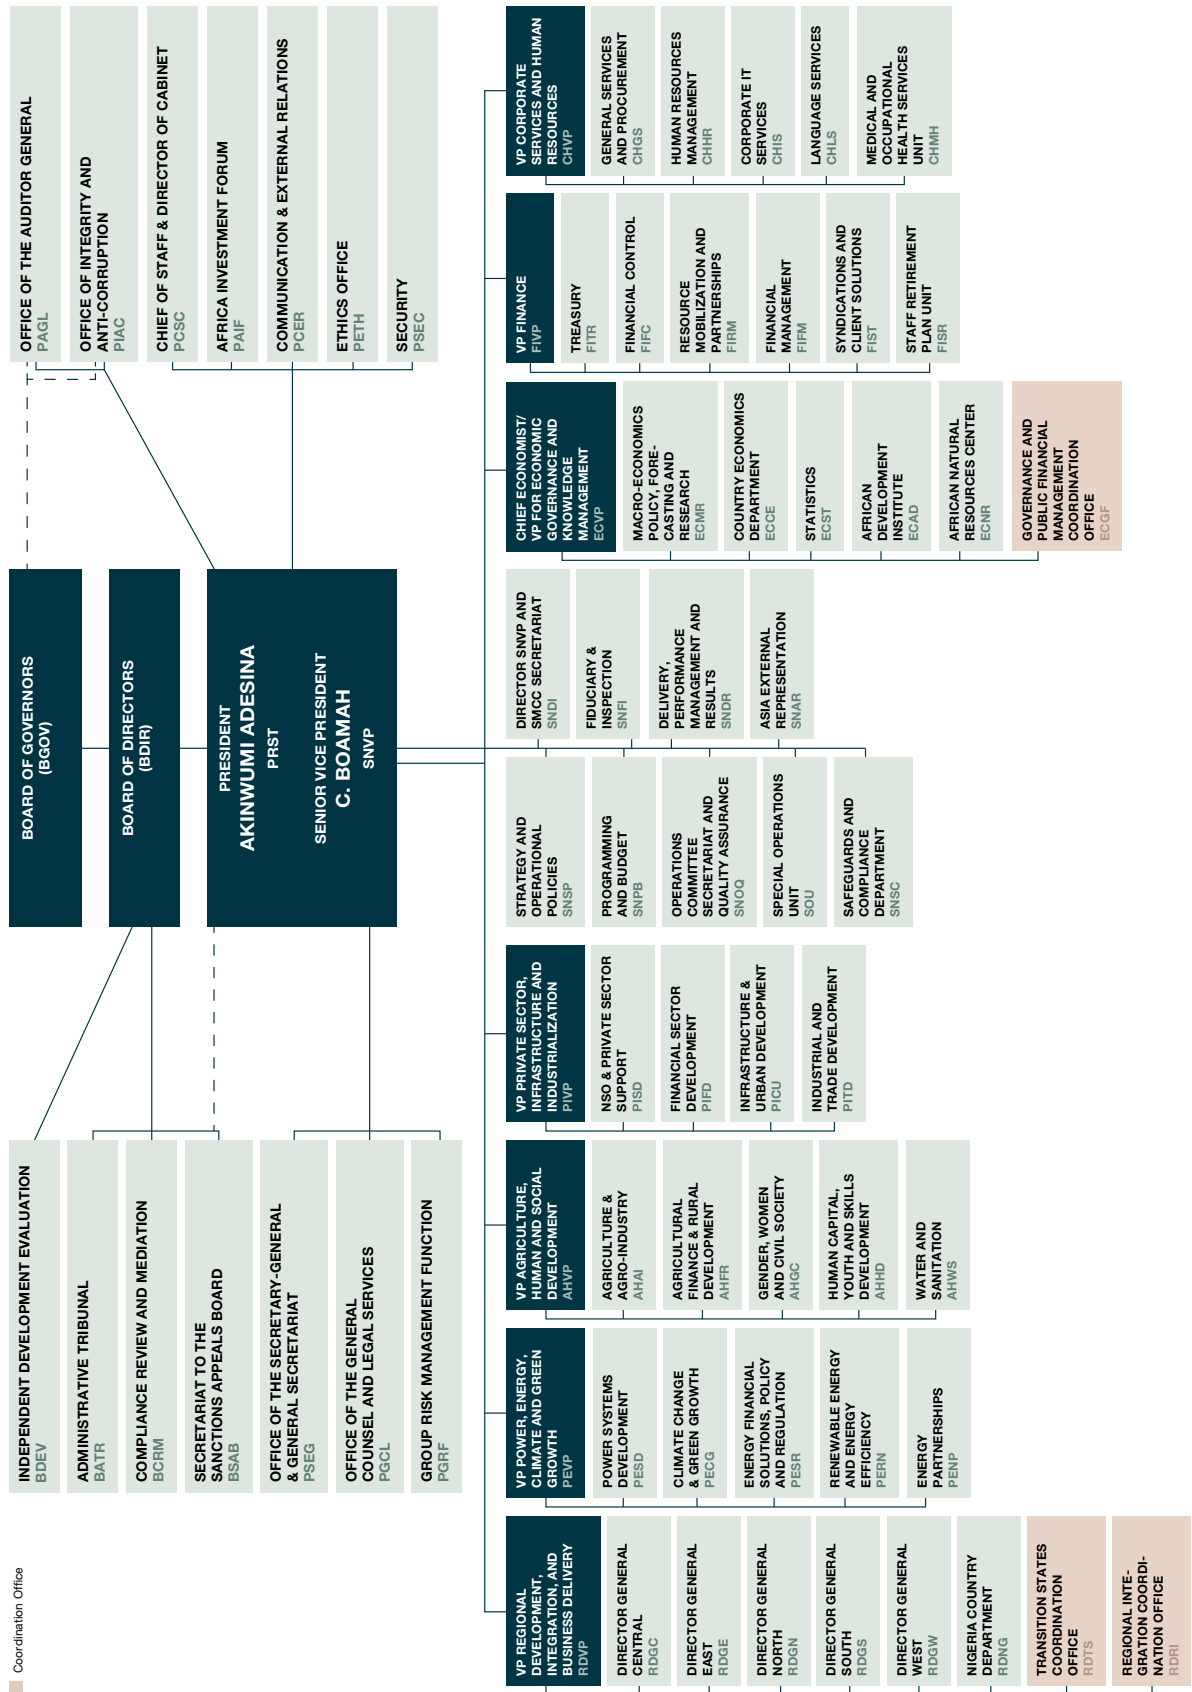 Coordination Office
BOARD OF GOVERNORS
(BGOV)
BOARD OF DIRECTORS
(BDIR)
PRESIDENT
AKINWUMI ADESINA
PRST
SENIOR VICE PRESIDENT
C. BOAMAH
SNVP
INDEPENDENT DEVELOPMENT EVALUATION
BDEV
ADMINISTRATIVE TRIBUNAL
BATR
COMPLIANCE REVIEW AND MEDIATION
BCRM
SECRETARIAT TO THE
SANCTIONS APPEALS BOARD
BSAB
OFFICE OF THE SECRETARY-GENERAL
& GENERAL SECRETARIAT
PSEG
OFFICE OF THE GENERAL
COUNSEL AND LEGAL SERVICES
PGCL
GROUP RISK MANAGEMENT FUNCTION
PGRF
OFFICE OF THE AUDITOR GENERAL
PAGL
OFFICE OF INTEGRITY AND
ANTI-CORRUPTION
PIAC
CHIEF OF STAFF & DIRECTOR OF CABINET
PCSC
AFRICA INVESTMENT FORUM
PAIF
COMMUNICATION & EXTERNAL RELATIONS
PCER
ETHICS OFFICE
PETH
SECURITY
PSEC
VP REGIONAL
DEVELOPMENT,
INTEGRATION, AND
BUSINESS DELIVERY
RDVP
DIRECTOR GENERAL
CENTRAL
RDGC
DIRECTOR GENERAL
EAST
RDGE
DIRECTOR GENERAL
NORTH
RDGN
DIRECTOR GENERAL
SOUTH
RDGS
DIRECTOR GENERAL
WEST
RDGW
NIGERIA COUNTRY
DEPARTMENT
RDNG
TRANSITION STATES
COORDINATION
OFFICE
RDTS
REGIONAL INTE-
GRATION COORDI-
NATION OFFICE
RDRI
VP POWER, ENERGY,
CLIMATE AND GREEN
GROWTH
PEVP
POWER SYSTEMS
DEVELOPMENT
PESD
CLIMATE CHANGE
& GREEN GROWTH
PECG
ENERGY FINANCIAL
SOLUTIONS, POLICY
AND REGULATION
PESR
RENEWABLE ENERGY
AND ENERGY
EFFICIENCY
PERN
ENERGY
PARTNERSHIPS
PENP
VP AGRICULTURE,
HUMAN AND SOCIAL
DEVELOPMENT
AHVP
AGRICULTURE &
AGRO-INDUSTRY
AHAI
AGRICULTURAL
FINANCE & RURAL
DEVELOPMENT
AHFR
GENDER, WOMEN
AND CIVIL SOCIETY
AHGC
HUMAN CAPITAL,
YOUTH AND SKILLS
DEVELOPMENT
AHHD
WATER AND
SANITATION
AHWS
VP PRIVATE SECTOR,
INFRASTRUCTURE AND
INDUSTRIALIZATION
PIVP
NSO & PRIVATE SECTOR
SUPPORT
PISD
FINANCIAL SECTOR
DEVELOPMENT
PIFD
INFRASTRUCTURE &
URBAN DEVELOPMENT
PICU
INDUSTRIAL AND
TRADE DEVELOPMENT
PITD
STRATEGY AND
OPERATIONAL
POLICIES
SNSP
PROGRAMMING
AND BUDGET
SNPB
OPERATIONS
COMMITTEE
SECRETARIAT AND
QUALITY ASSURANCE
SNOQ
SPECIAL OPERATIONS
UNIT
SOU
SAFEGUARDS AND
COMPLIANCE
DEPARTMENT
SNSC
DIRECTOR SNVP AND
SMCC SECRETARIAT
SNDI
FIDUCIARY &
INSPECTION
SNFI
DELIVERY,
PERFORMANCE
MANAGEMENT AND
RESULTS
SNDR
ASIA EXTERNAL
REPRESENTATION
SNAR
CHIEF ECONOMIST/
VP FOR ECONOMIC
GOVERNANCE AND
KNOWLEDGE
MANAGEMENT
ECVP
MACRO-ECONOMICS
POLICY, FORE-
CASTING AND
RESEARCH
ECMR
COUNTRY ECONOMICS
DEPARTMENT
ECCE
STATISTICS
ECST
AFRICAN
DEVELOPMENT
INSTITUTE
ECAD
AFRICAN NATURAL
RESOURCES CENTER
ECNR
GOVERNANCE AND
PUBLIC FINANCIAL
MANAGEMENT
COORDINATION
OFFICE
ECGF
VP FINANCE
FIVP
TREASURY
FITR
FINANCIAL CONTROL
FIFC
RESOURCE
MOBILIZATION AND
PARTNERSHIPS
FIRM
FINANCIAL
MANAGEMENT
FIFM
SYNDICATIONS AND
CLIENT SOLUTIONS
FIST
STAFF RETIREMENT
PLAN UNIT
FISR
VP CORPORATE
SERVICES AND HUMAN
RESOURCES
CHVP
GENERAL SERVICES
AND PROCUREMENT
CHGS
HUMAN RESOURCES
MANAGEMENT
CHHR
CORPORATE IT
SERVICES
CHIS
LANGUAGE SERVICES
CHLS
MEDICAL AND
OCCUPATIONAL
HEALTH SERVICES
UNIT
CHMH